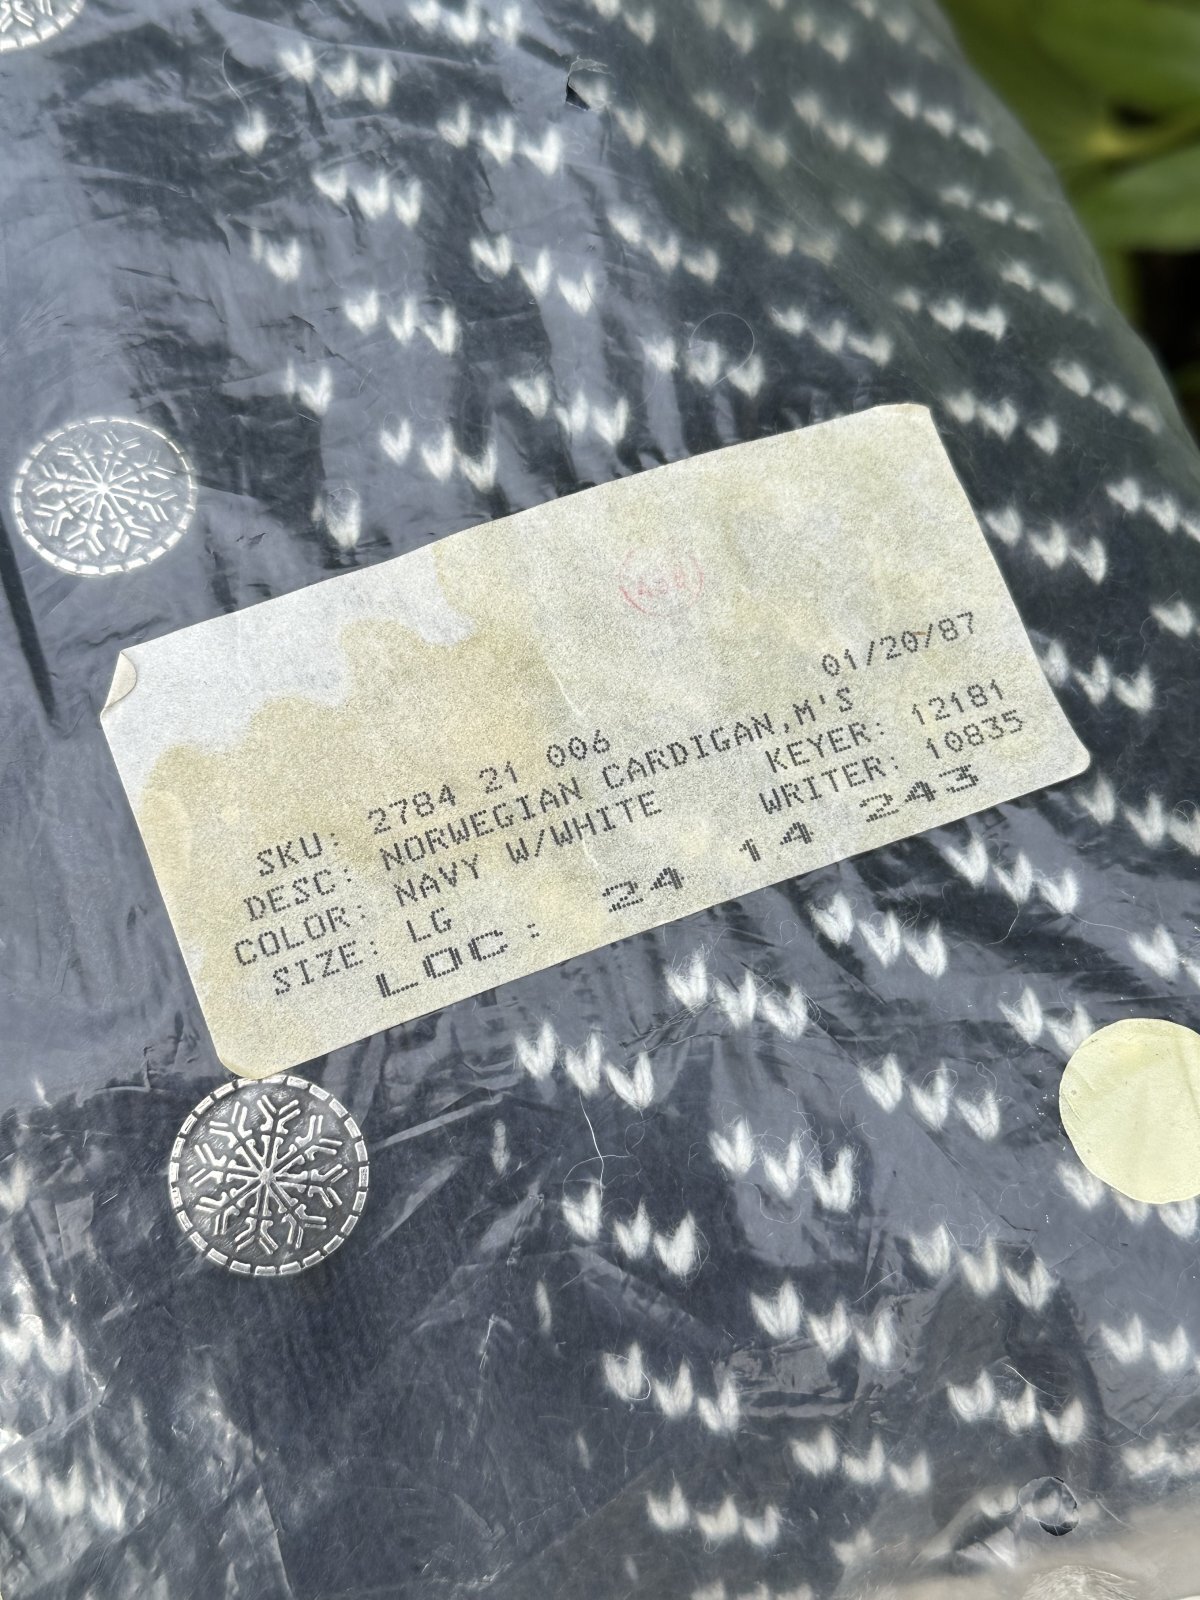 01/20/87
SKU: 2784 21 006
DESC: NORWEGIAN CARDIGAN,M'S
COLOR: NAVY W/WHITE KEYER: 12181
SIZE: LG WRITER: 10835
LOC: 24 14 243